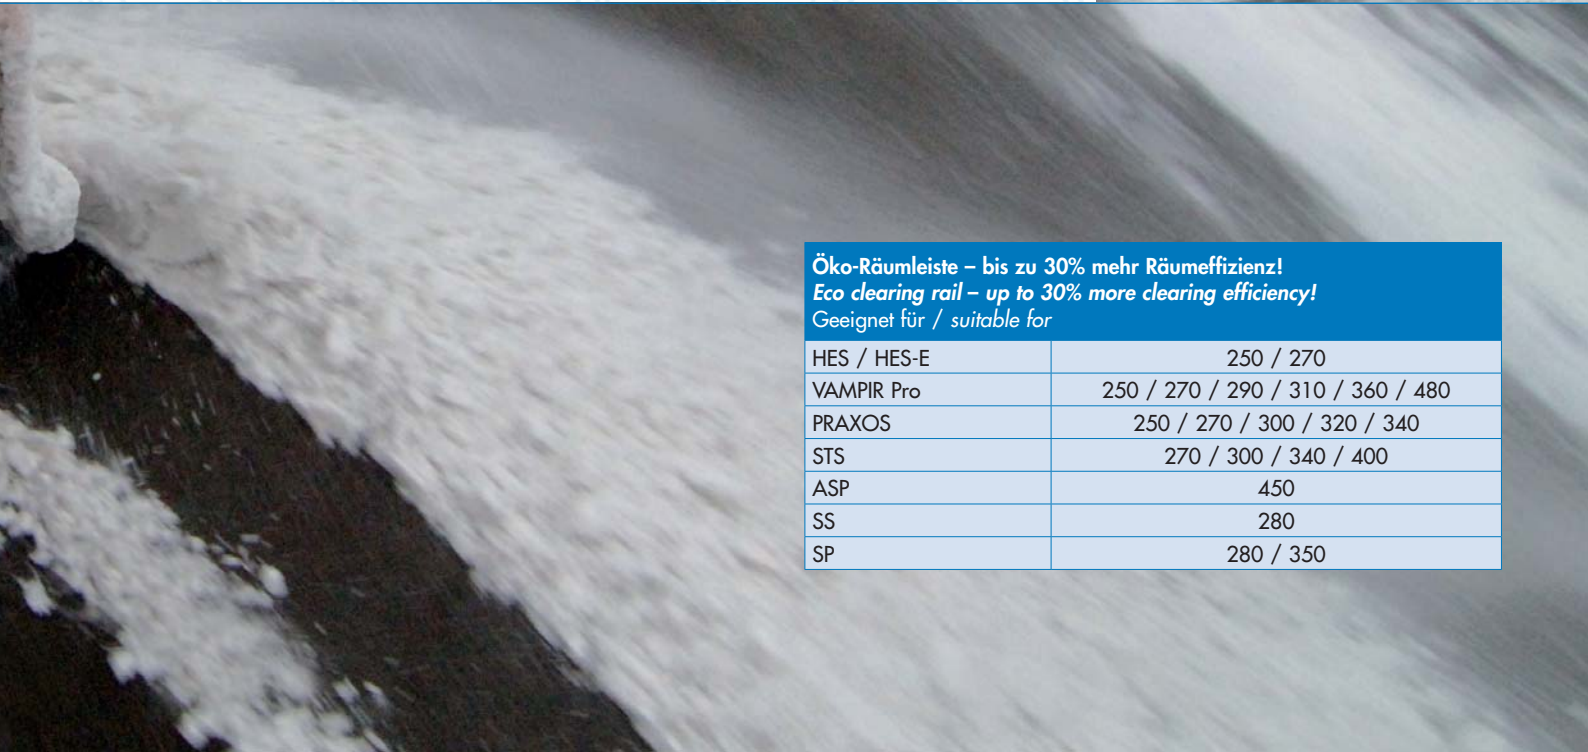 Öko-Räumleiste – bis zu 30% mehr Räumeffizienz!
Eco clearing rail – up to 30% more clearing efficiency!
Geeignet für / suitable for
HES / HES-E 250 / 270
VAMPIR Pro 250 / 270 / 290 / 310 / 360 / 480
PRAXOS 250 / 270 / 300 / 320 / 340
STS 270 / 300 / 340 / 400
ASP 450
SS 280
SP 280 / 350